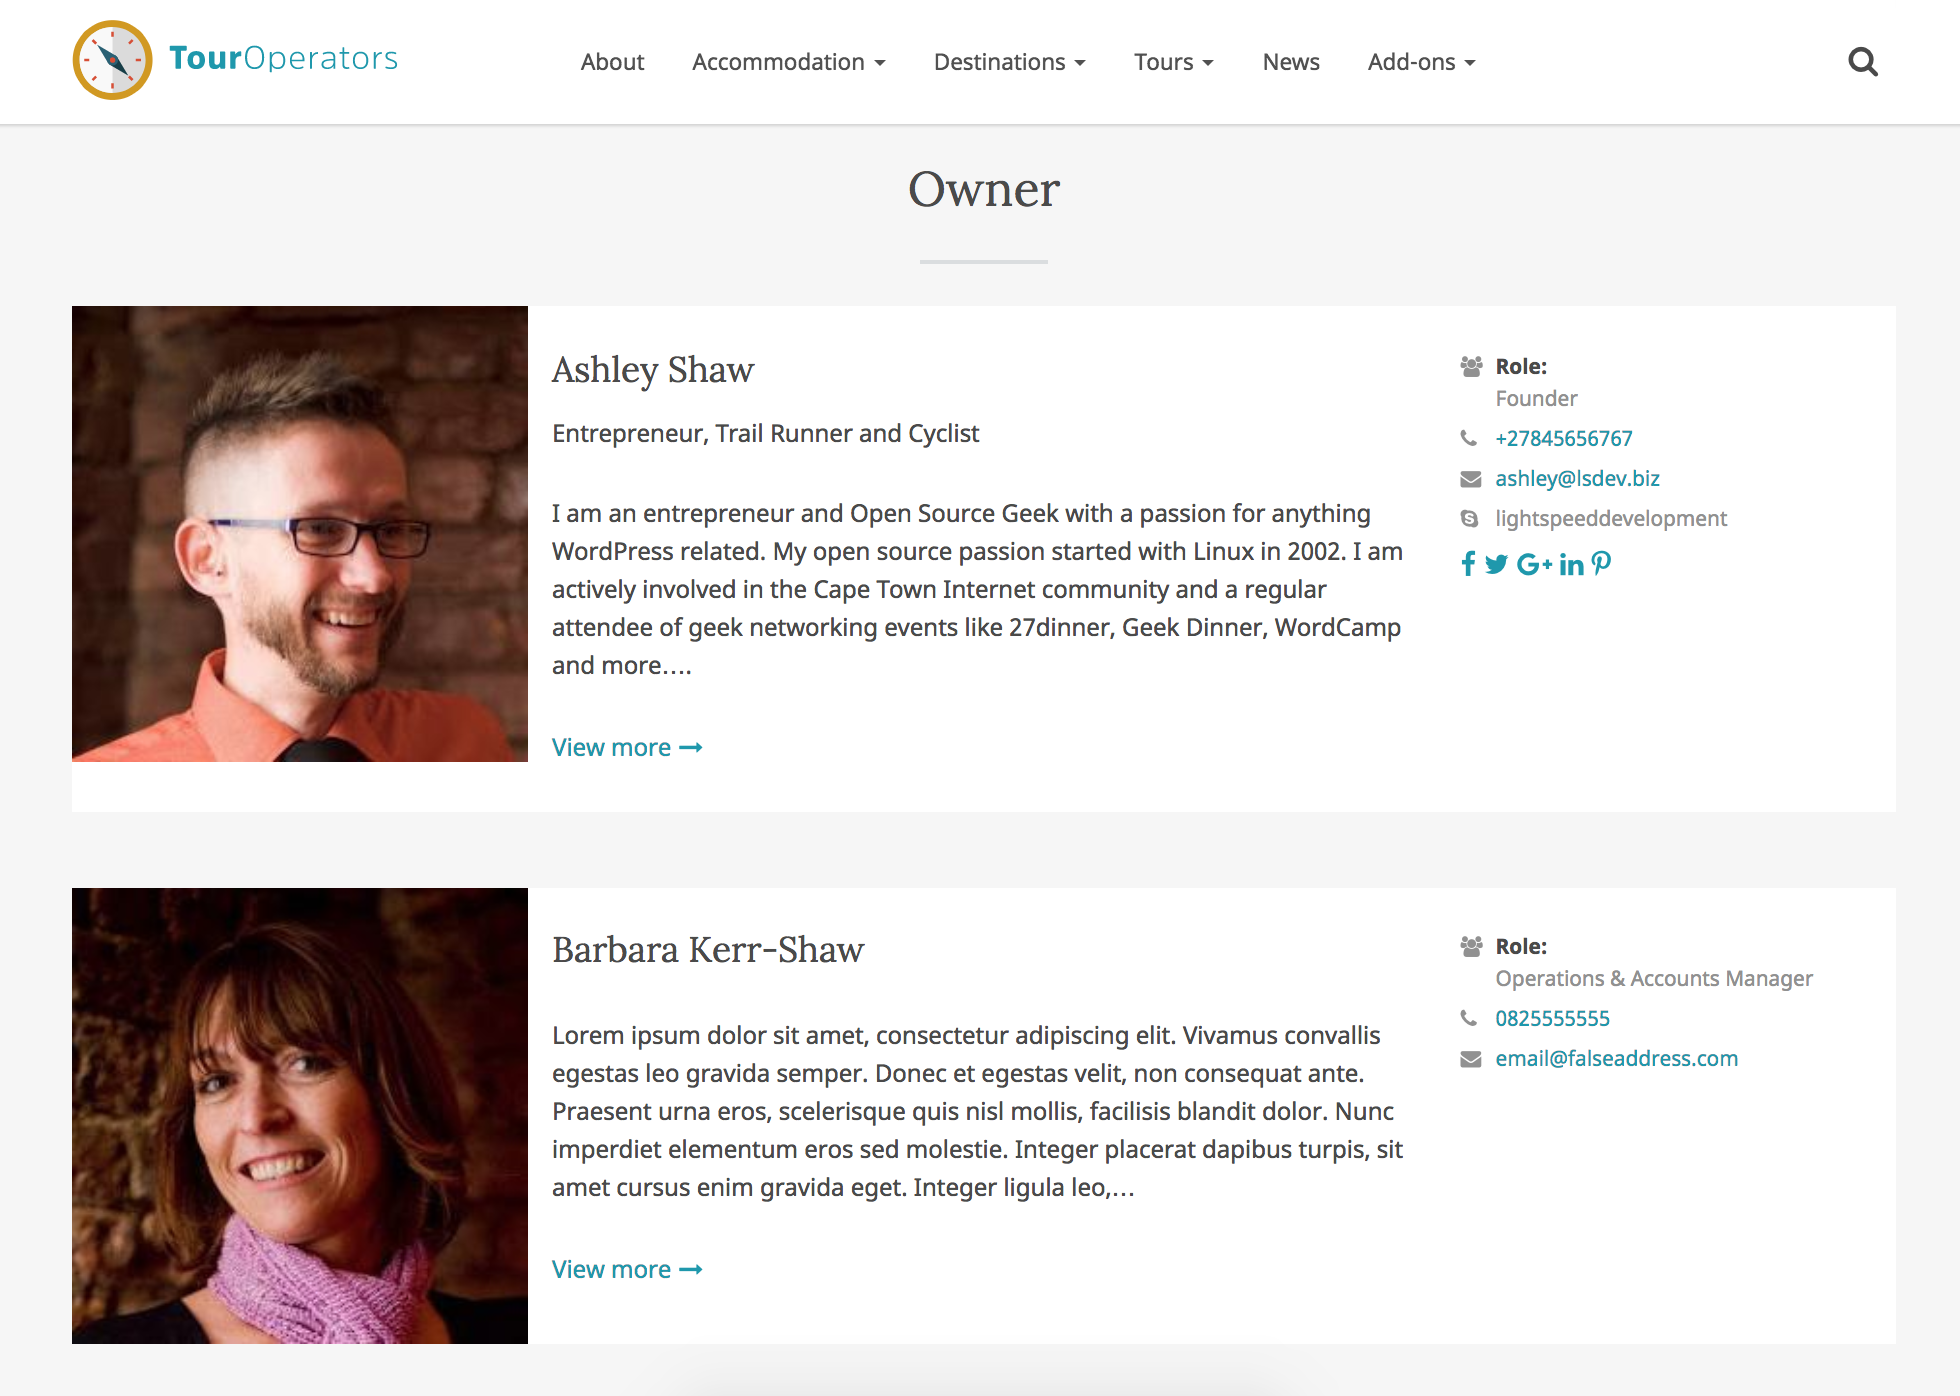 TourOperators
About Accommodation Destinations Tours News Add-ons
Owner
Ashley Shaw
Entrepreneur, Trail Runner and Cyclist
I am an entrepreneur and Open Source Geek with a passion for anything
WordPress related. My open source passion started with Linux in 2002. I am
actively involved in the Cape Town Internet community and a regular
attendee of geek networking events like 27dinner, Geek Dinner, WordCamp
and more….
View more
Role:
Founder
+27845656767
ashley@lsdev.biz
lightspeeddevelopment
Barbara Kerr-Shaw
Lorem ipsum dolor sit amet, consectetur adipiscing elit. Vivamus convallis
egestas leo gravida semper. Donec et egestas velit, non consequat ante.
Praesent urna eros, scelerisque quis nisl mollis, facilisis blandit dolor. Nunc
imperdiet elementum eros sed molestie. Integer placerat dapibus turpis, sit
amet cursus enim gravida eget. Integer ligula leo,…
View more
Role:
Operations & Accounts Manager
0825555555
email@falseaddress.com